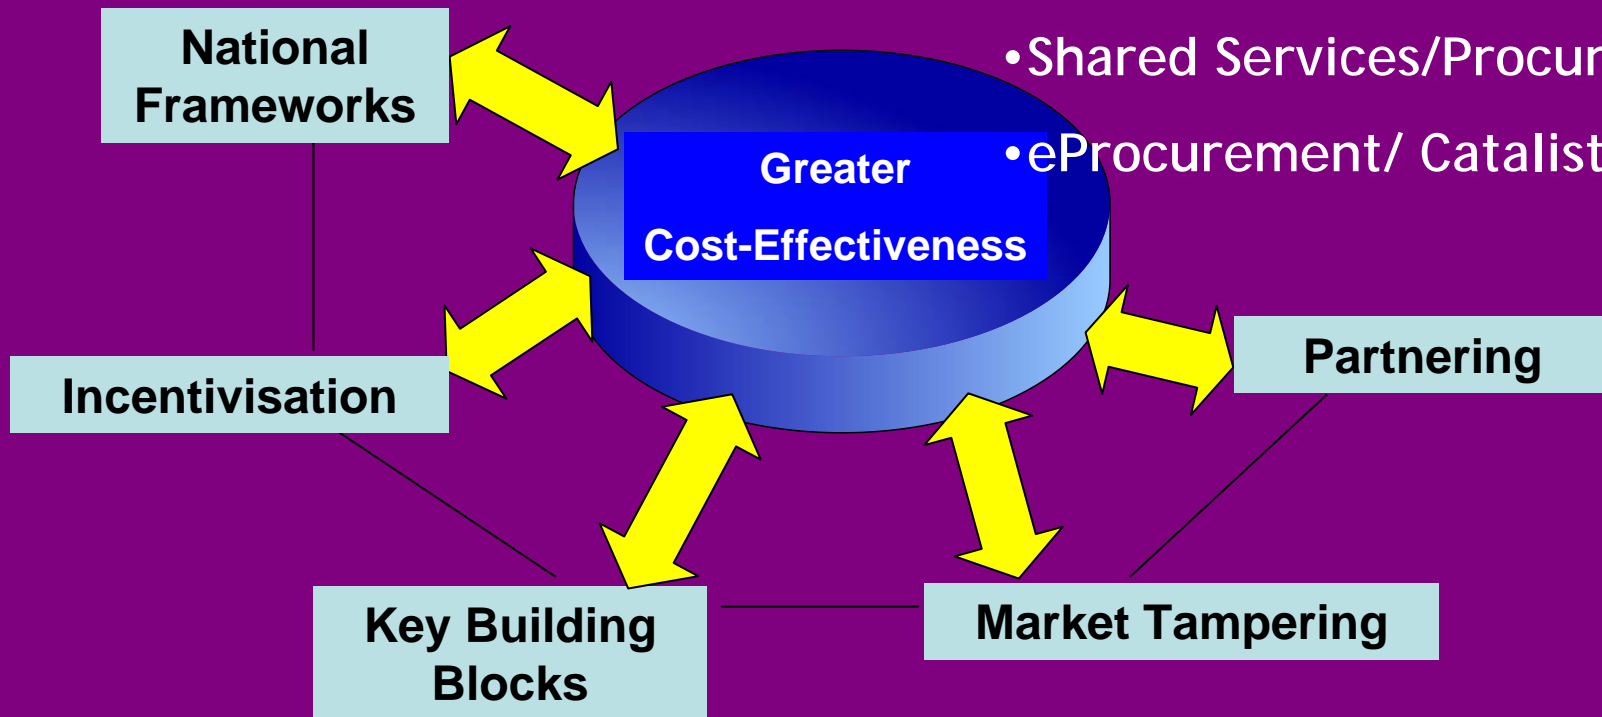 National
Frameworks
•Shared Services/Procur
•eProcurement/ Catalist
Greater
Cost-Effectiveness
Incentivisation
Partnering
Key Building
Blocks
Market Tampering